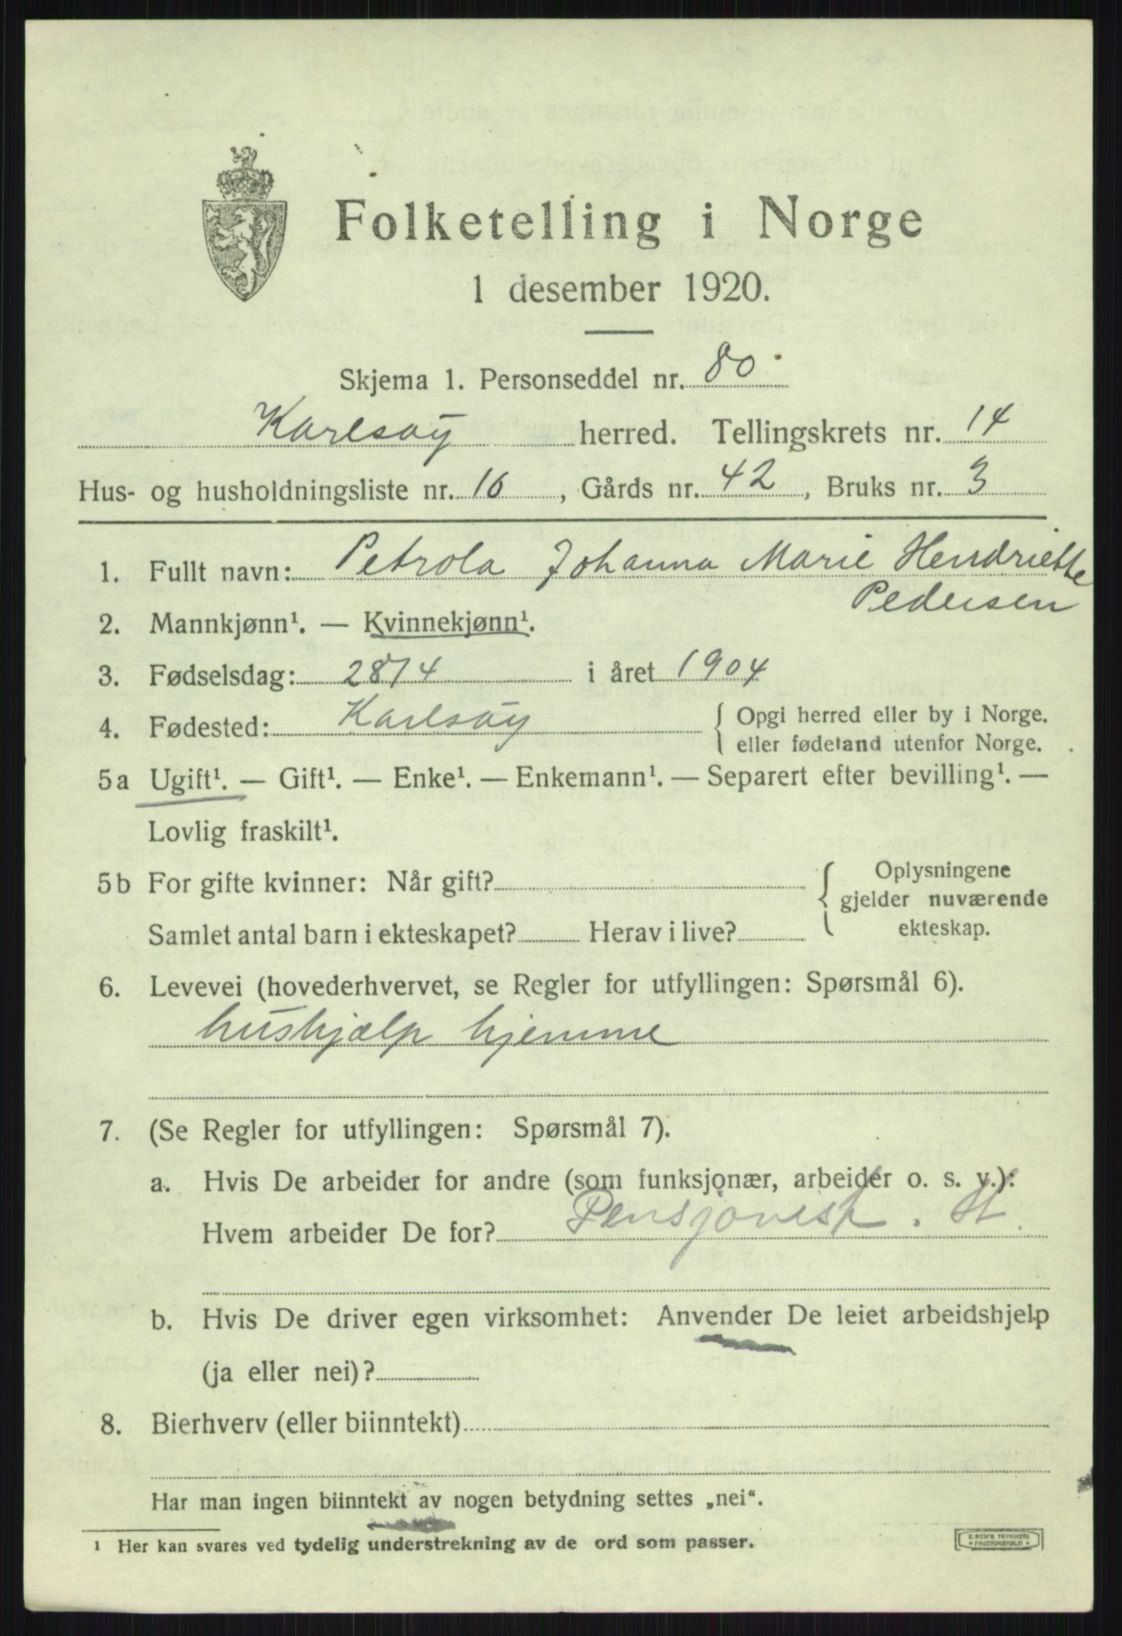 Folketelling i Norge
1 desember 1920.
Skjema 1. Personseddel nr. 80
Karlsøy herred. Tellingskrets nr. 14
Hus- og husholdningsliste nr. 16, Gårds nr. 42, Bruks nr. 3
1. Fullt navn: Petrola Johanna Marie Hendriette
Pedersen
2. Mannkjønn¹. — Kvinnekjønn¹.
3. Fødselsdag: 28/4 i året 1904
4. Fødested: Karlsøy { Opgi herred eller by i Norge.
eller fødeland utenfor Norge.
5a Ugift¹. — Gift¹. — Enke¹. — Enkemann¹. — Separert efter bevilling¹. —
Lovlig fraskilt¹.
5b For gifte kvinner: Når gift? { Oplysningene
gjelder nuværende
Samlet antal barn i ekteskapet? Herav i live? ekteskap.
6. Levevei (hovederhvervet, se Regler for utfyllingen: Spørsmål 6).
hushjælp hjemme
7. (Se Regler for utfyllingen: Spørsmål 7).
a. Hvis De arbeider for andre (som funksjonær, arbeider o. s. v.):
Hvem arbeider De for? Pensjonist. St.
b. Hvis De driver egen virksomhet: Anvender De leiet arbeidshjelp
(ja eller nei)?
8. Bierhverv (eller biinntekt)
Har man ingen biinntekt av nogen betydning settes „nei“.
¹ Her kan svares ved tydelig understrekning av de ord som passer.